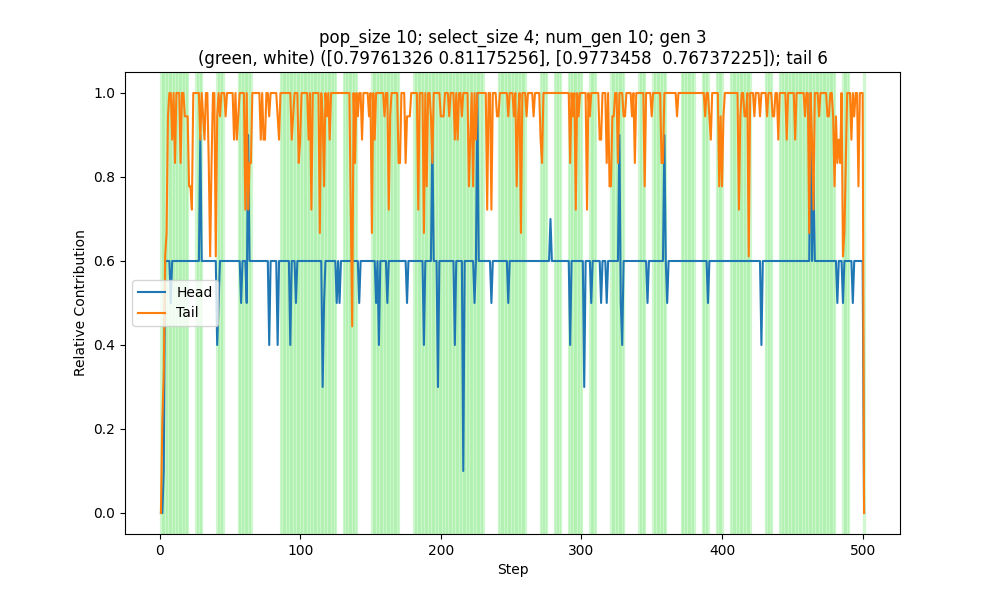 pop_size 10; select_size 4; num_gen 10; gen 3
(green, white) ([0.79761326 0.81175256], [0.9773458  0.76737225]); tail 6
Relative Contribution
1.0
0.8
0.6
0.4
0.2
0.0
Head
Tail
0
100
200
300
400
500
Step